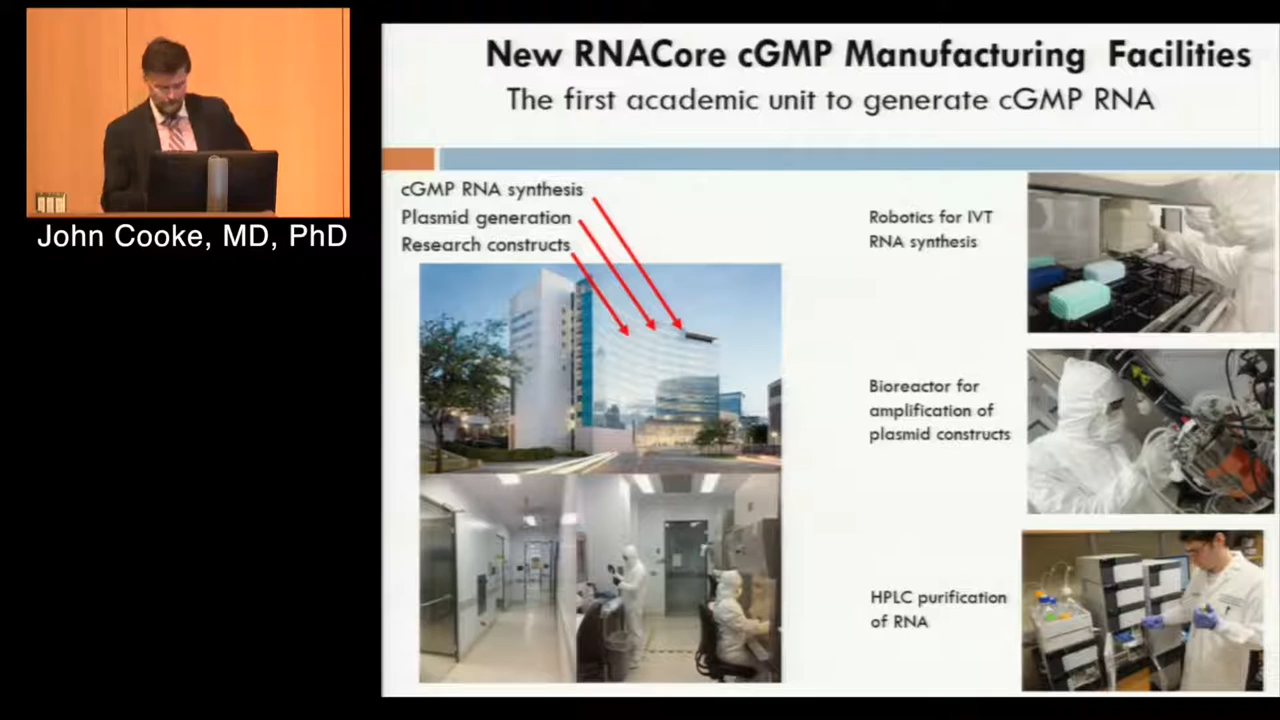 New RNACore cGMP Manufacturing Facilities
The first academic unit to generate cGMP RNA
John Cooke, MD, PhD
cGMP RNA synthesis
Plasmid generation
Research constructs
Robotics for IVT
RNA synthesis
Bioreactor for
amplification of
plasmid constructs
HPLC purification
of RNA